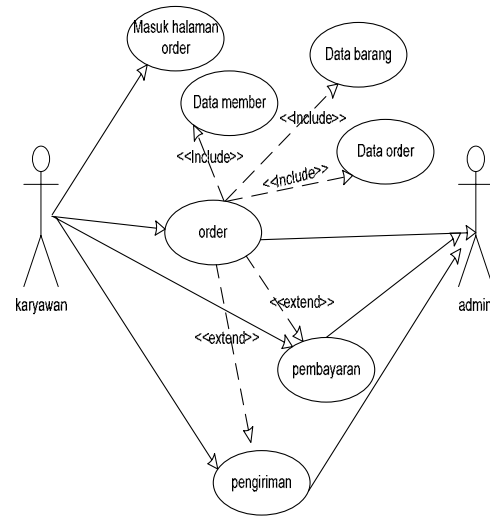 Masuk halaman
order
Data barang
Data member
<<Include>>
<<Include>>
Data order
<<Include>>
order
karyawan
admin
<<extend>>
<<extend>>
pembayaran
pengiriman